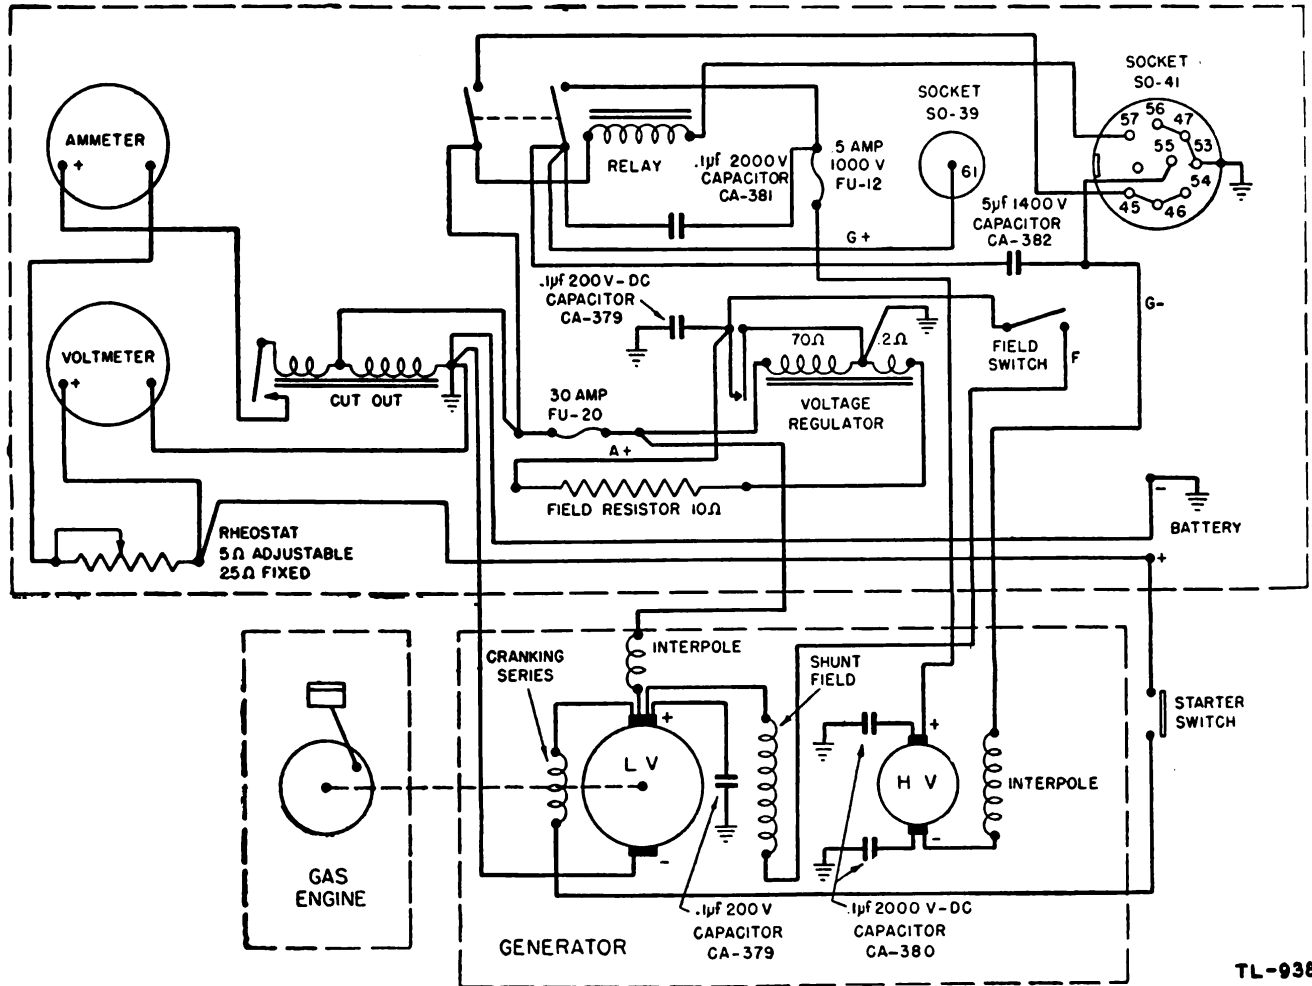 SOCKET
SO-41
56
47
57
53
55
54
45
46
SOCKET
SO-39
61
AMMETER
+
RELAY
.1µf 2000V
CAPACITOR
CA-381
.5 AMP
1000 V
FU-12
5µf 1400V
CAPACITOR
CA-382
G+
G-
.1µf 200V-DC
CAPACITOR
CA-379
VOLTMETER
+
CUT OUT
70Ω
.2Ω
FIELD
SWITCH
F
30 AMP
FU-20
A+
VOLTAGE
REGULATOR
FIELD RESISTOR 10Ω
-
BATTERY
+
RHEOSTAT
5Ω ADJUSTABLE
25Ω FIXED
INTERPOLE
CRANKING
SERIES
SHUNT
FIELD
STARTER
SWITCH
+
LV
-
+
HV
-
INTERPOLE
GAS
ENGINE
GENERATOR
.1µf 200V
CAPACITOR
CA-379
.1µf 2000 V-DC
CAPACITOR
CA-380
TL-938